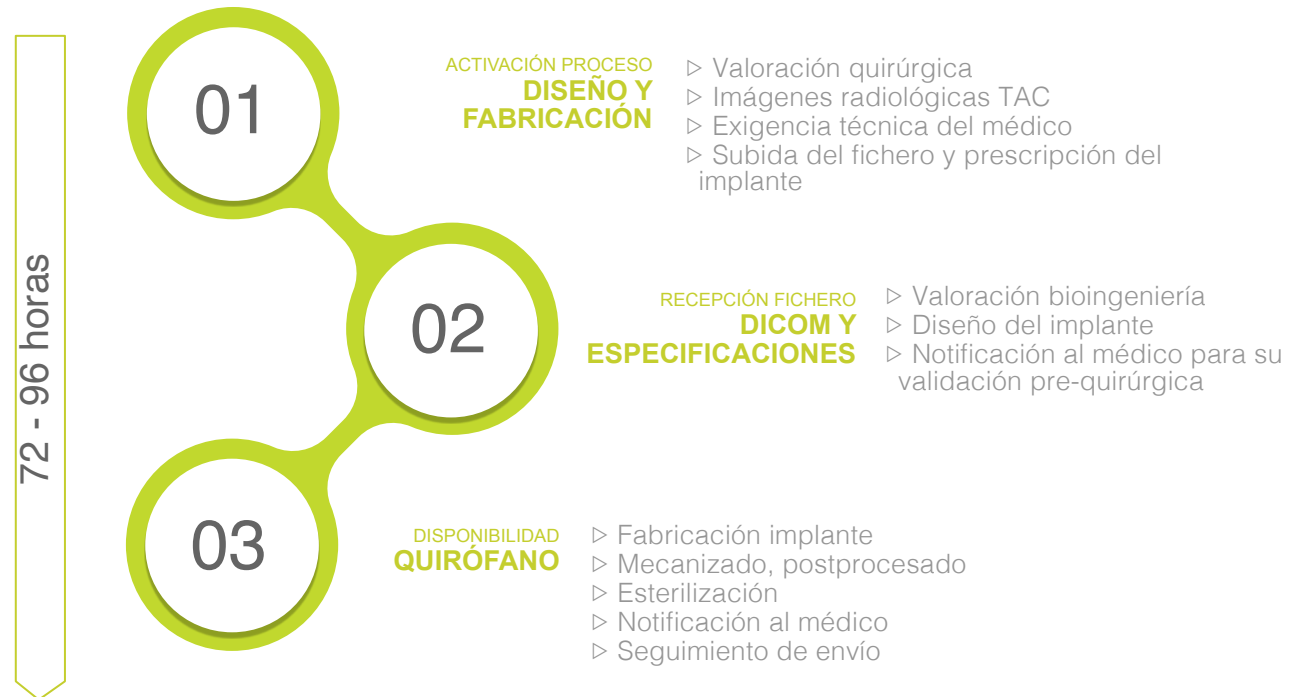 72 - 96 horas
01
ACTIVACIÓN PROCESO
DISEÑO Y
FABRICACIÓN
▷ Valoración quirúrgica
▷ Imágenes radiológicas TAC
▷ Exigencia técnica del médico
▷ Subida del fichero y prescripción del
implante
02
RECEPCIÓN FICHERO
DICOM Y
ESPECIFICACIONES
▷ Valoración bioingeniería
▷ Diseño del implante
▷ Notificación al médico para su
validación pre-quirúrgica
03
DISPONIBILIDAD
QUIRÓFANO
▷ Fabricación implante
▷ Mecanizado, postprocesado
▷ Esterilización
▷ Notificación al médico
▷ Seguimiento de envío